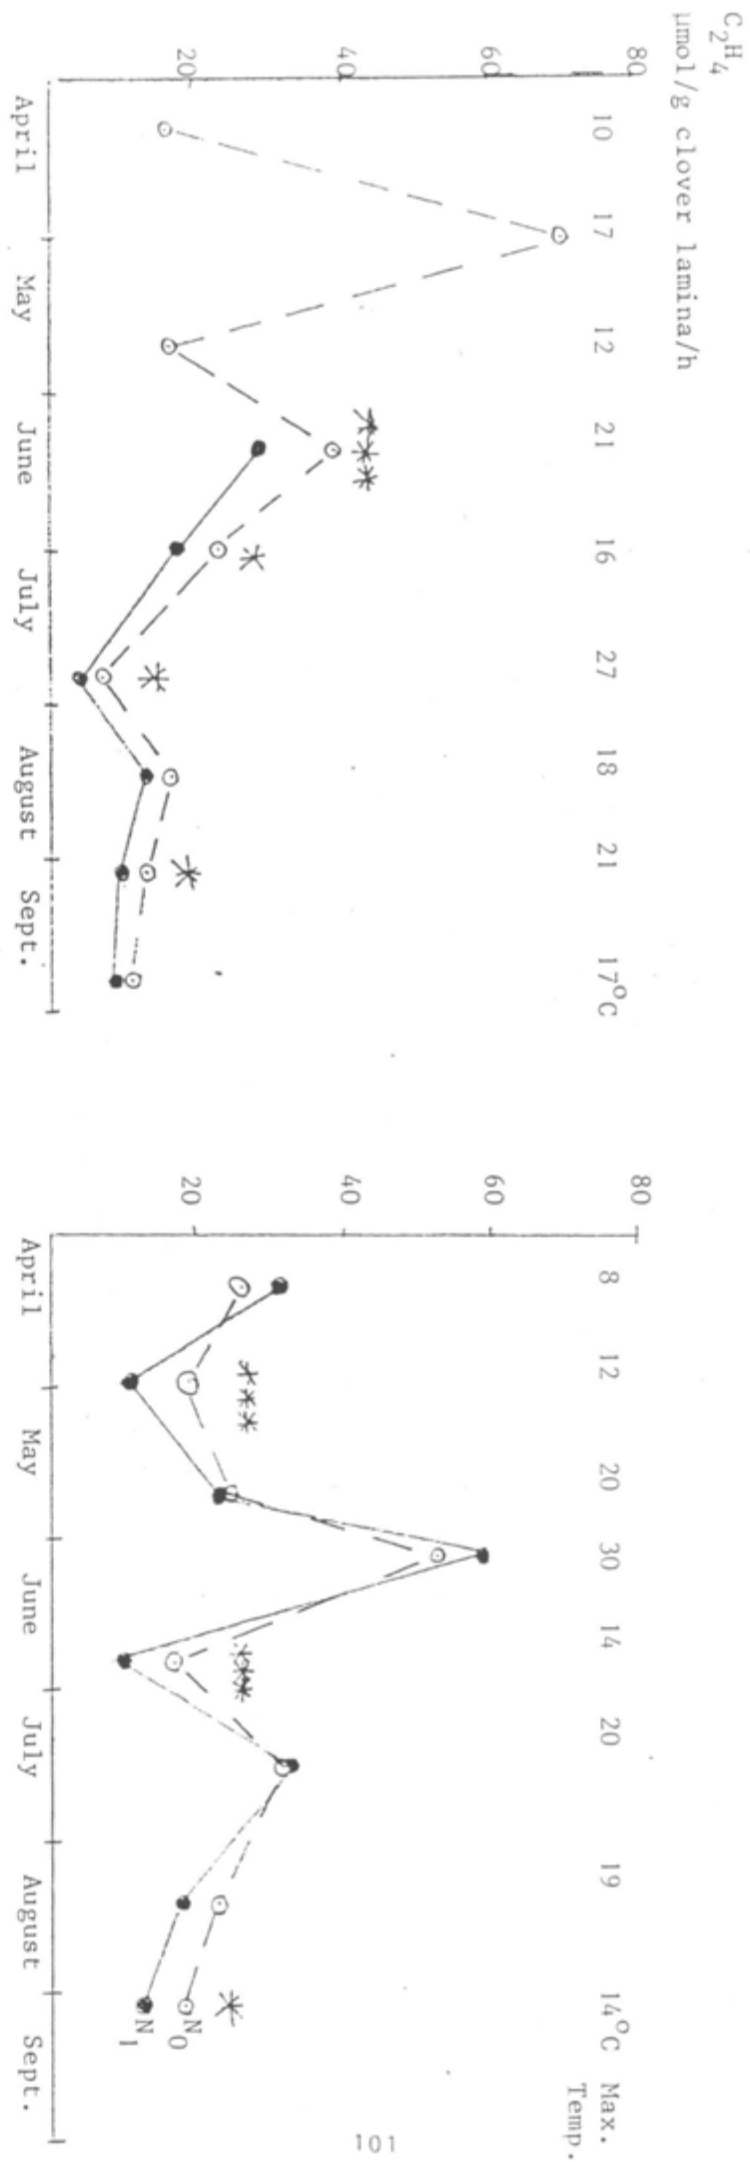 C2H4
µmol/g clover lamina/h
80
60
40
20
10 17 12 21 16 27 18 21 17°C
*** * * *
April May June July August Sept.
80
60
40
20
8 12 20 30 14 20 19 14°C Max. Temp.
*** *** *
N0
N1
April May June July August Sept.
101